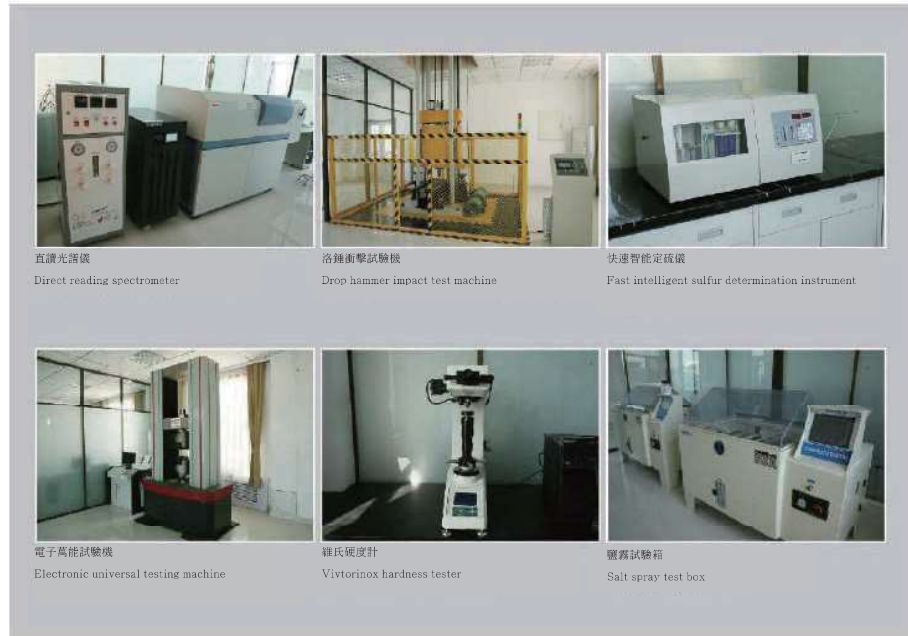 直讀光譜儀
Direct reading spectrometer
洛錘衝擊試驗機
Drop hammer impact test machine
快速智能定硫儀
Fast intelligent sulfur determination instrument
電子萬能試驗機
Electronic universal testing machine
維氏硬度計
Vivtorinox hardness tester
鹽霧試驗箱
Salt spray test box